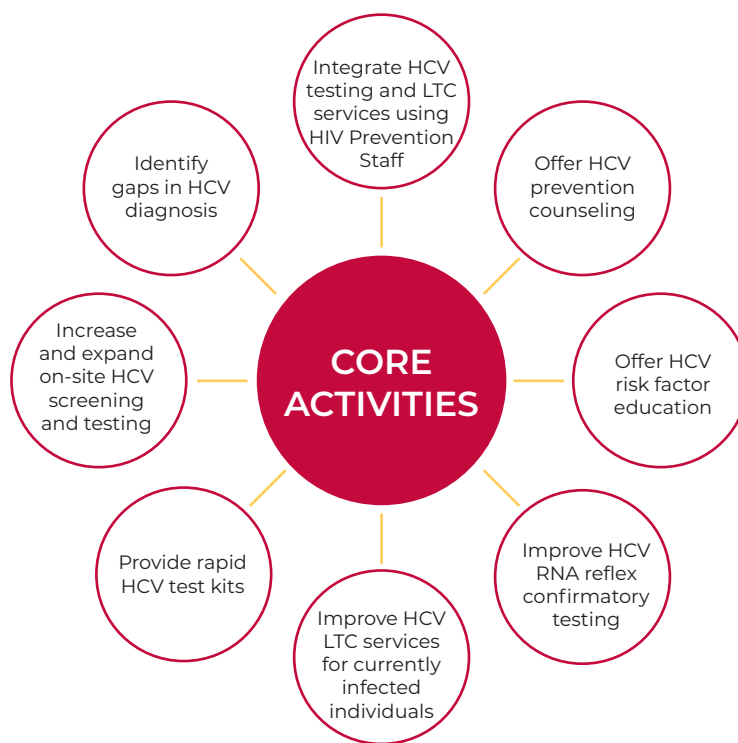 Integrate HCV
testing and LTC
services using
HIV Prevention
Staff
Offer HCV
prevention
counseling
Offer HCV
risk factor
education
Improve HCV
RNA reflex
confirmatory
testing
Improve HCV
LTC services
for currently
infected
individuals
Provide rapid
HCV test kits
Increase
and expand
on-site HCV
screening
and testing
Identify
gaps in HCV
diagnosis
CORE
ACTIVITIES